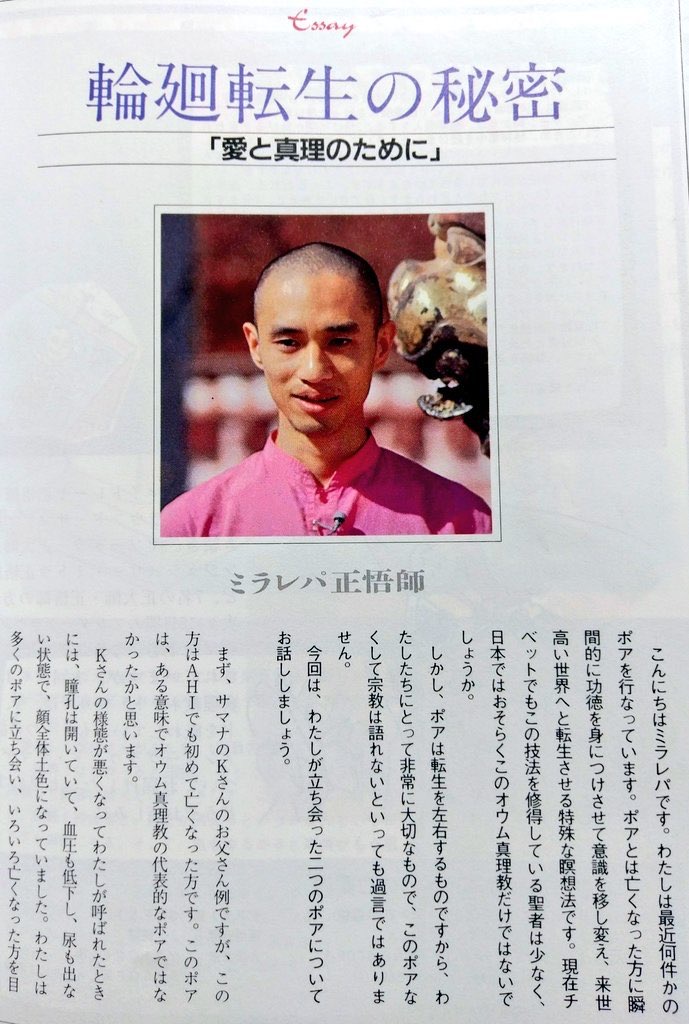 Essay
輪廻転生の秘密
「愛と真理のために」
ミラレパ正悟師
こんにちはミラレパです。わたしは最近何件かの
ポアを行なっています。ポアとは亡くなった方に瞬
間的に功徳を身につけさせて意識を移し変え、来世
高い世界へと転生させる特殊な瞑想法です。現在チ
ベットでもこの技法を修得している聖者は少なく、
日本ではおそらくこのオウム真理教だけではないで
しょうか。
しかし、ポアは転生を左右するものですから、わ
たしたちにとって非常に大切なもので、このポアな
くして宗教は語れないといっても過言ではありま
せん。
今回は、わたしが立ち会った二つのポアについて
お話ししましょう。
まず、サマナのKさんのお父さん例ですが、この
方はAHIでも初めて亡くなった方です。このポア
は、ある意味でオウム真理教の代表的なポアではな
かったかと思います。
Kさんの様態が悪くなってわたしが呼ばれたとき
には、瞳孔は開いていて、血圧も低下し、尿も出な
い状態で、顔全体土色になっていました。わたしは
多くのポアに立ち会い、いろいろ亡くなった方を目